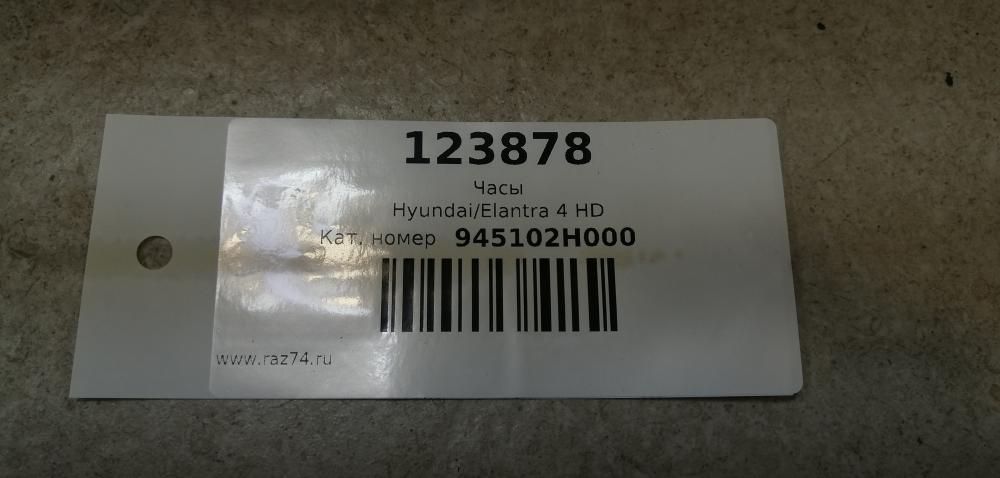 123878
Часы
Hyundai/Elantra 4 HD
Кат. номер 945102H000
www.raz74.ru